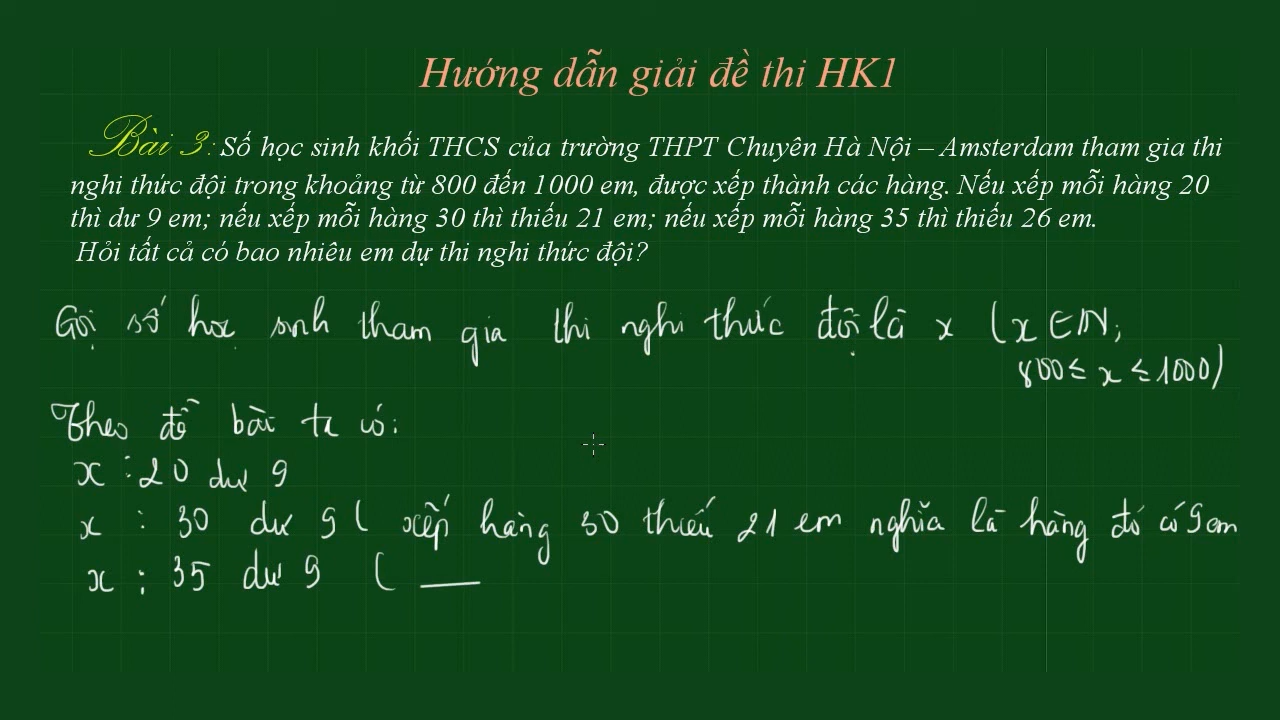 Hướng dẫn giải đề thi HK1
Bài 3: Số học sinh khối THCS của trường THPT Chuyên Hà Nội – Amsterdam tham gia thi
nghi thức đội trong khoảng từ 800 đến 1000 em, được xếp thành các hàng. Nếu xếp mỗi hàng 20
thì dư 9 em; nếu xếp mỗi hàng 30 thì thiếu 21 em; nếu xếp mỗi hàng 35 thì thiếu 26 em.
Hỏi tất cả có bao nhiêu em dự thi nghi thức đội?
Gọi số học sinh tham gia thi nghi thức đội là x (x ∈ N;
800 ≤ x ≤ 1000)
Theo đề bài ta có:
x : 20 dư 9
x : 30 dư 9 ( xếp hàng 30 thiếu 21 em nghĩa là hàng đó có 9 em
x : 35 dư 9 ( —